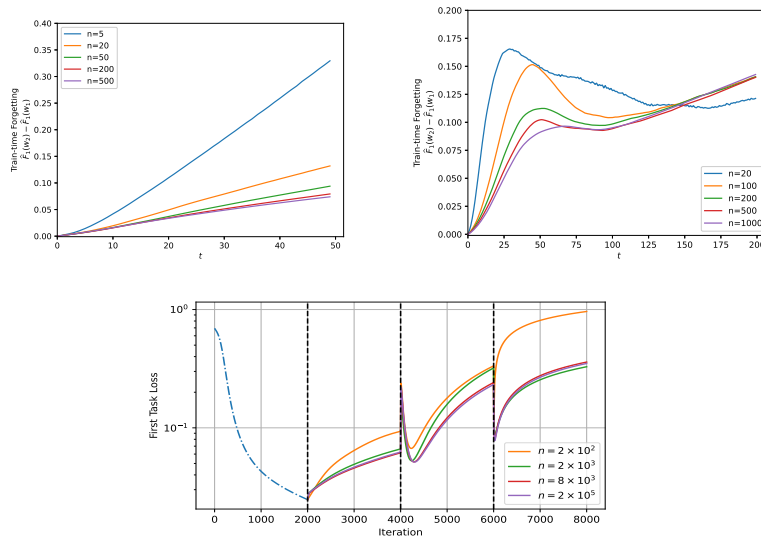 0.40
0.35
0.30
0.25
0.20
0.15
0.10
0.05
0.00
0
10
20
30
40
50
t
Train-time Forgetting
F̂₁(w₂) − F̂₁(w₁)
n=5
n=20
n=50
n=200
n=500
0.200
0.175
0.150
0.125
0.100
0.075
0.050
0.025
0.000
0
25
50
75
100
125
150
175
200
t
Train-time Forgetting
F̂₁(w₂) − F̂₁(w₁)
n=20
n=100
n=200
n=500
n=1000
10⁰
10⁻¹
First Task Loss
0
1000
2000
3000
4000
5000
6000
7000
8000
Iteration
n = 2 × 10²
n = 2 × 10³
n = 8 × 10³
n = 2 × 10⁵